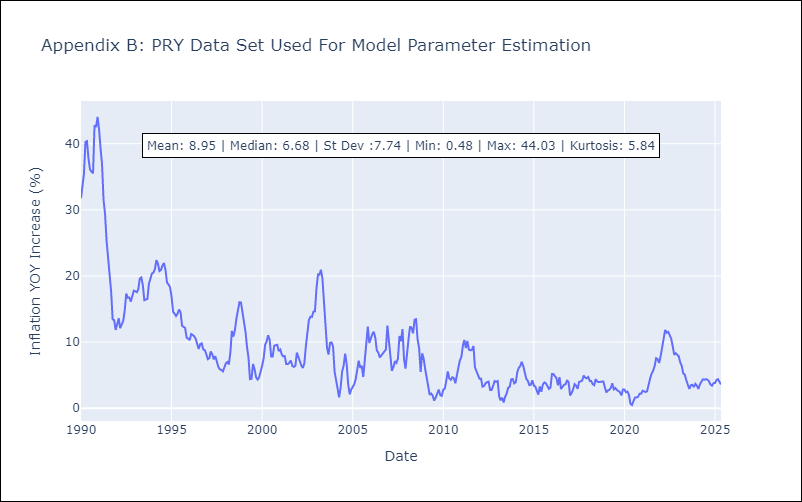 Appendix B: PRY Data Set Used For Model Parameter Estimation
Mean: 8.95 | Median: 6.68 | St Dev :7.74 | Min: 0.48 | Max: 44.03 | Kurtosis: 5.84
Inflation YOY Increase (%)
40
30
20
10
0
1990 1995 2000 2005 2010 2015 2020 2025
Date